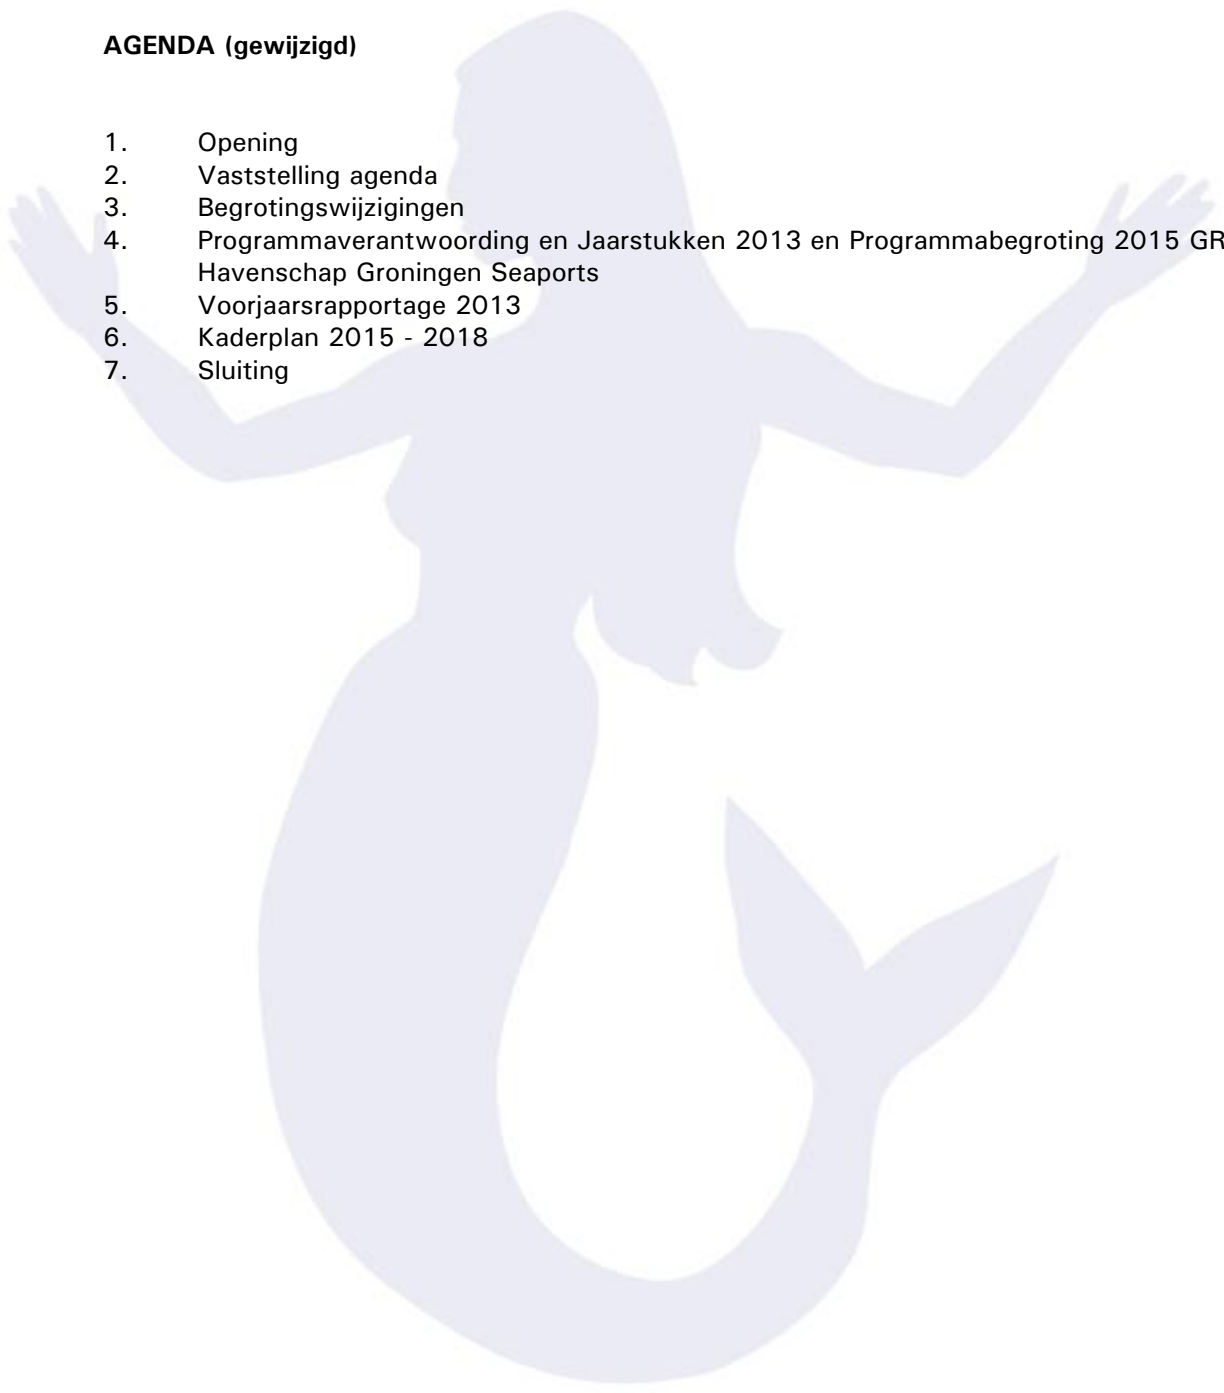 AGENDA (gewijzigd)
1. Opening
2. Vaststelling agenda
3. Begrotingswijzigingen
4. Programmaverantwoording en Jaarstukken 2013 en Programmabegroting 2015 GR
Havenschap Groningen Seaports
5. Voorjaarsrapportage 2013
6. Kaderplan 2015 - 2018
7. Sluiting